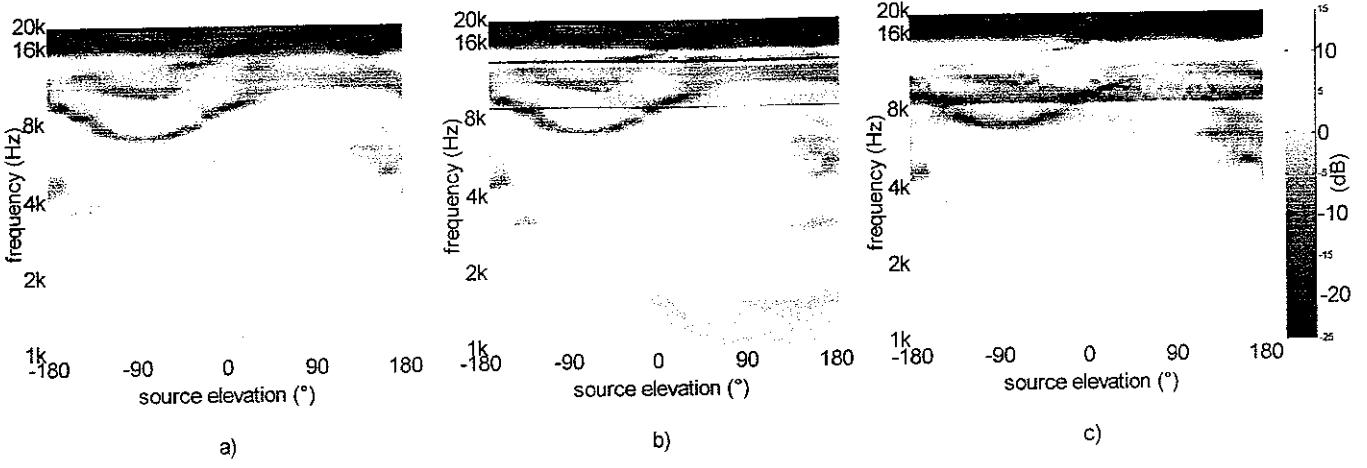 20k
16k
8k
4k
2k
1k
frequency (Hz)
-180 -90 0 90 180
source elevation (°)
a)
20k
16k
8k
4k
2k
1k
frequency (Hz)
-180 -90 0 90 180
source elevation (°)
b)
20k
16k
8k
4k
2k
1k
frequency (Hz)
-180 -90 0 90 180
source elevation (°)
c)
15
10
5
0
-5
-10
-15
-20
-25
(dB)